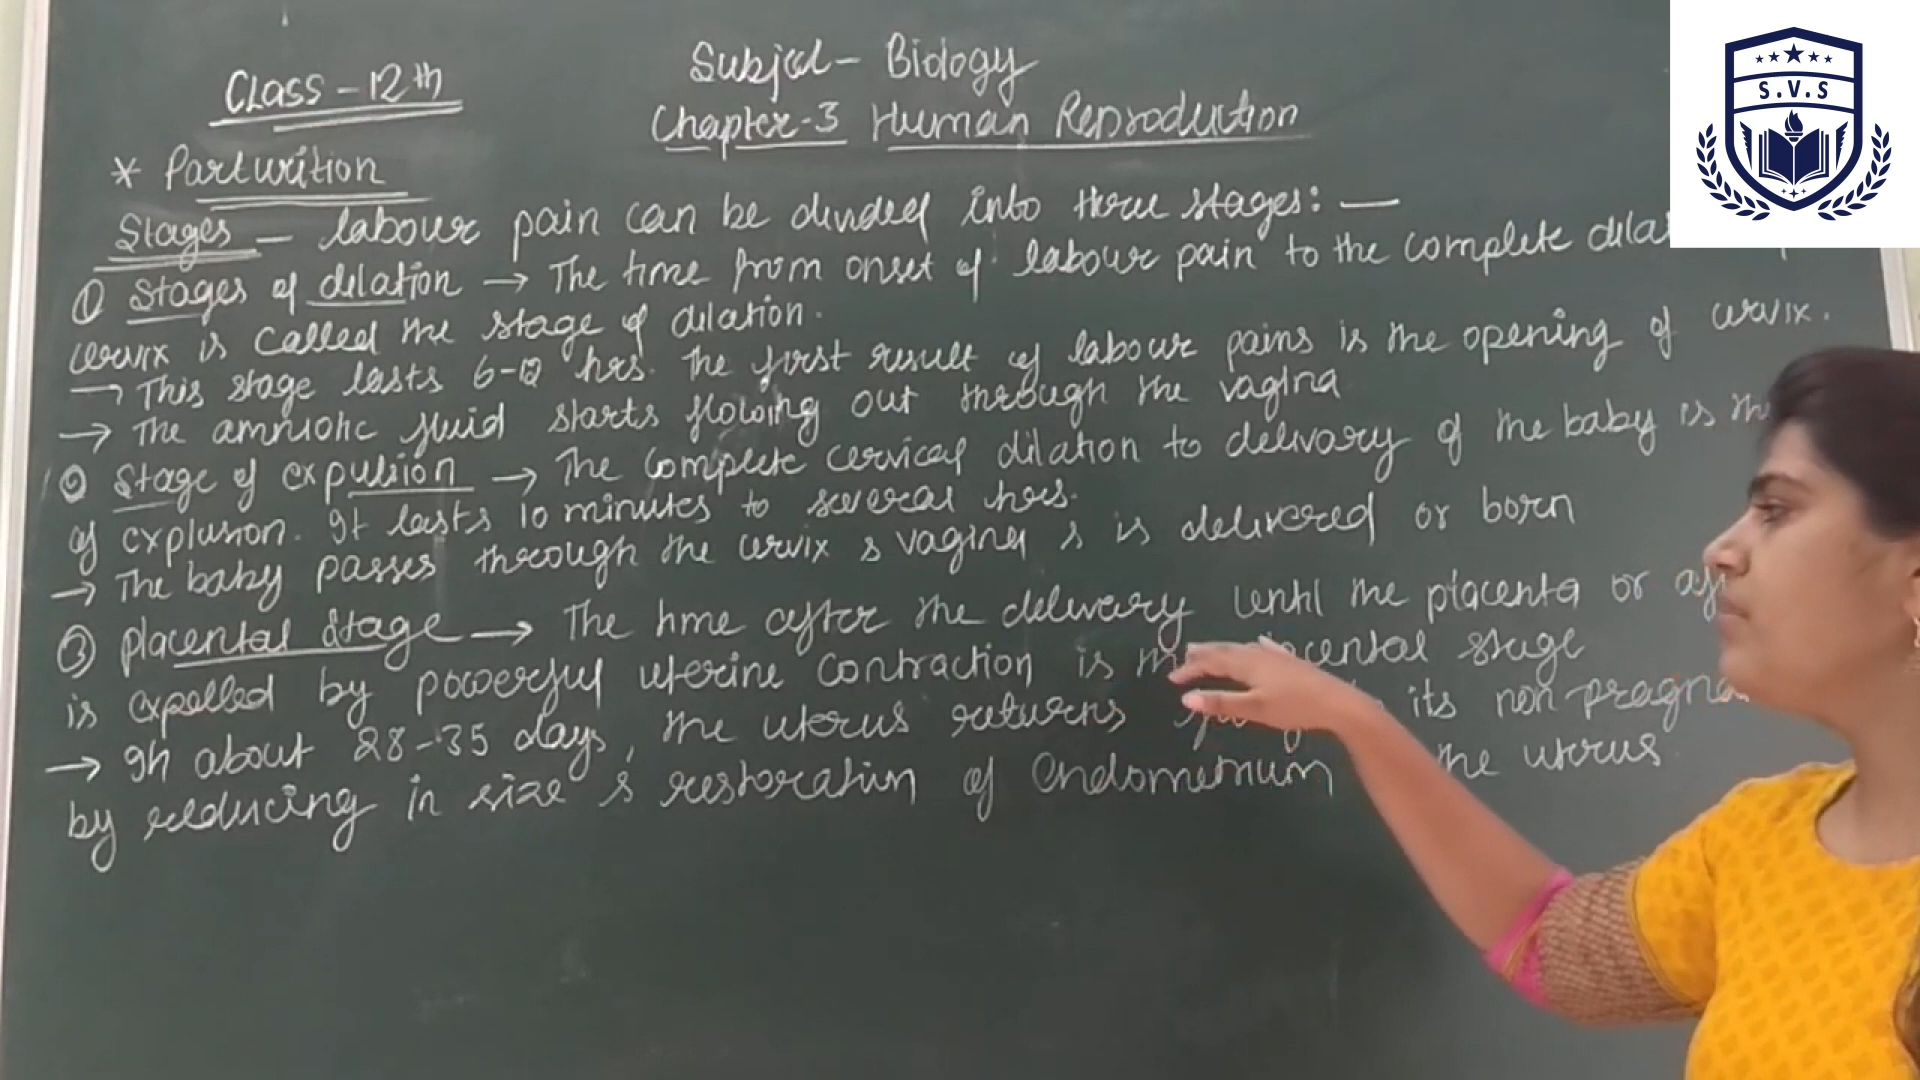 Class - 12th
Subject - Biology
Chapter-3 Human Reproduction
S.V.S
* Parturition
Stages - labour pain can be divided into three stages: -
① Stages of dilation → The time from onset of labour pain to the complete
cervix is called the stage of dilation.
→ This stage lasts 6-12 hrs. The first result of labour pains is the opening of cervix.
→ The amniotic fluid starts flowing out through the vagina
② Stage of expulsion → The complete cervical dilation to delivary of the baby is the
of explusion. It lasts 10 minutes to several hrs.
→ The baby passes through the cervix & vagina & is delivered or born
③ placental stage → The time after the delivery until the placenta or
is expelled by powerful uterine contraction is the placental stage
→ In about 28-35 days, the uterus returns its non-pragna
by reducing in size & restoration of endometrium the uterus.